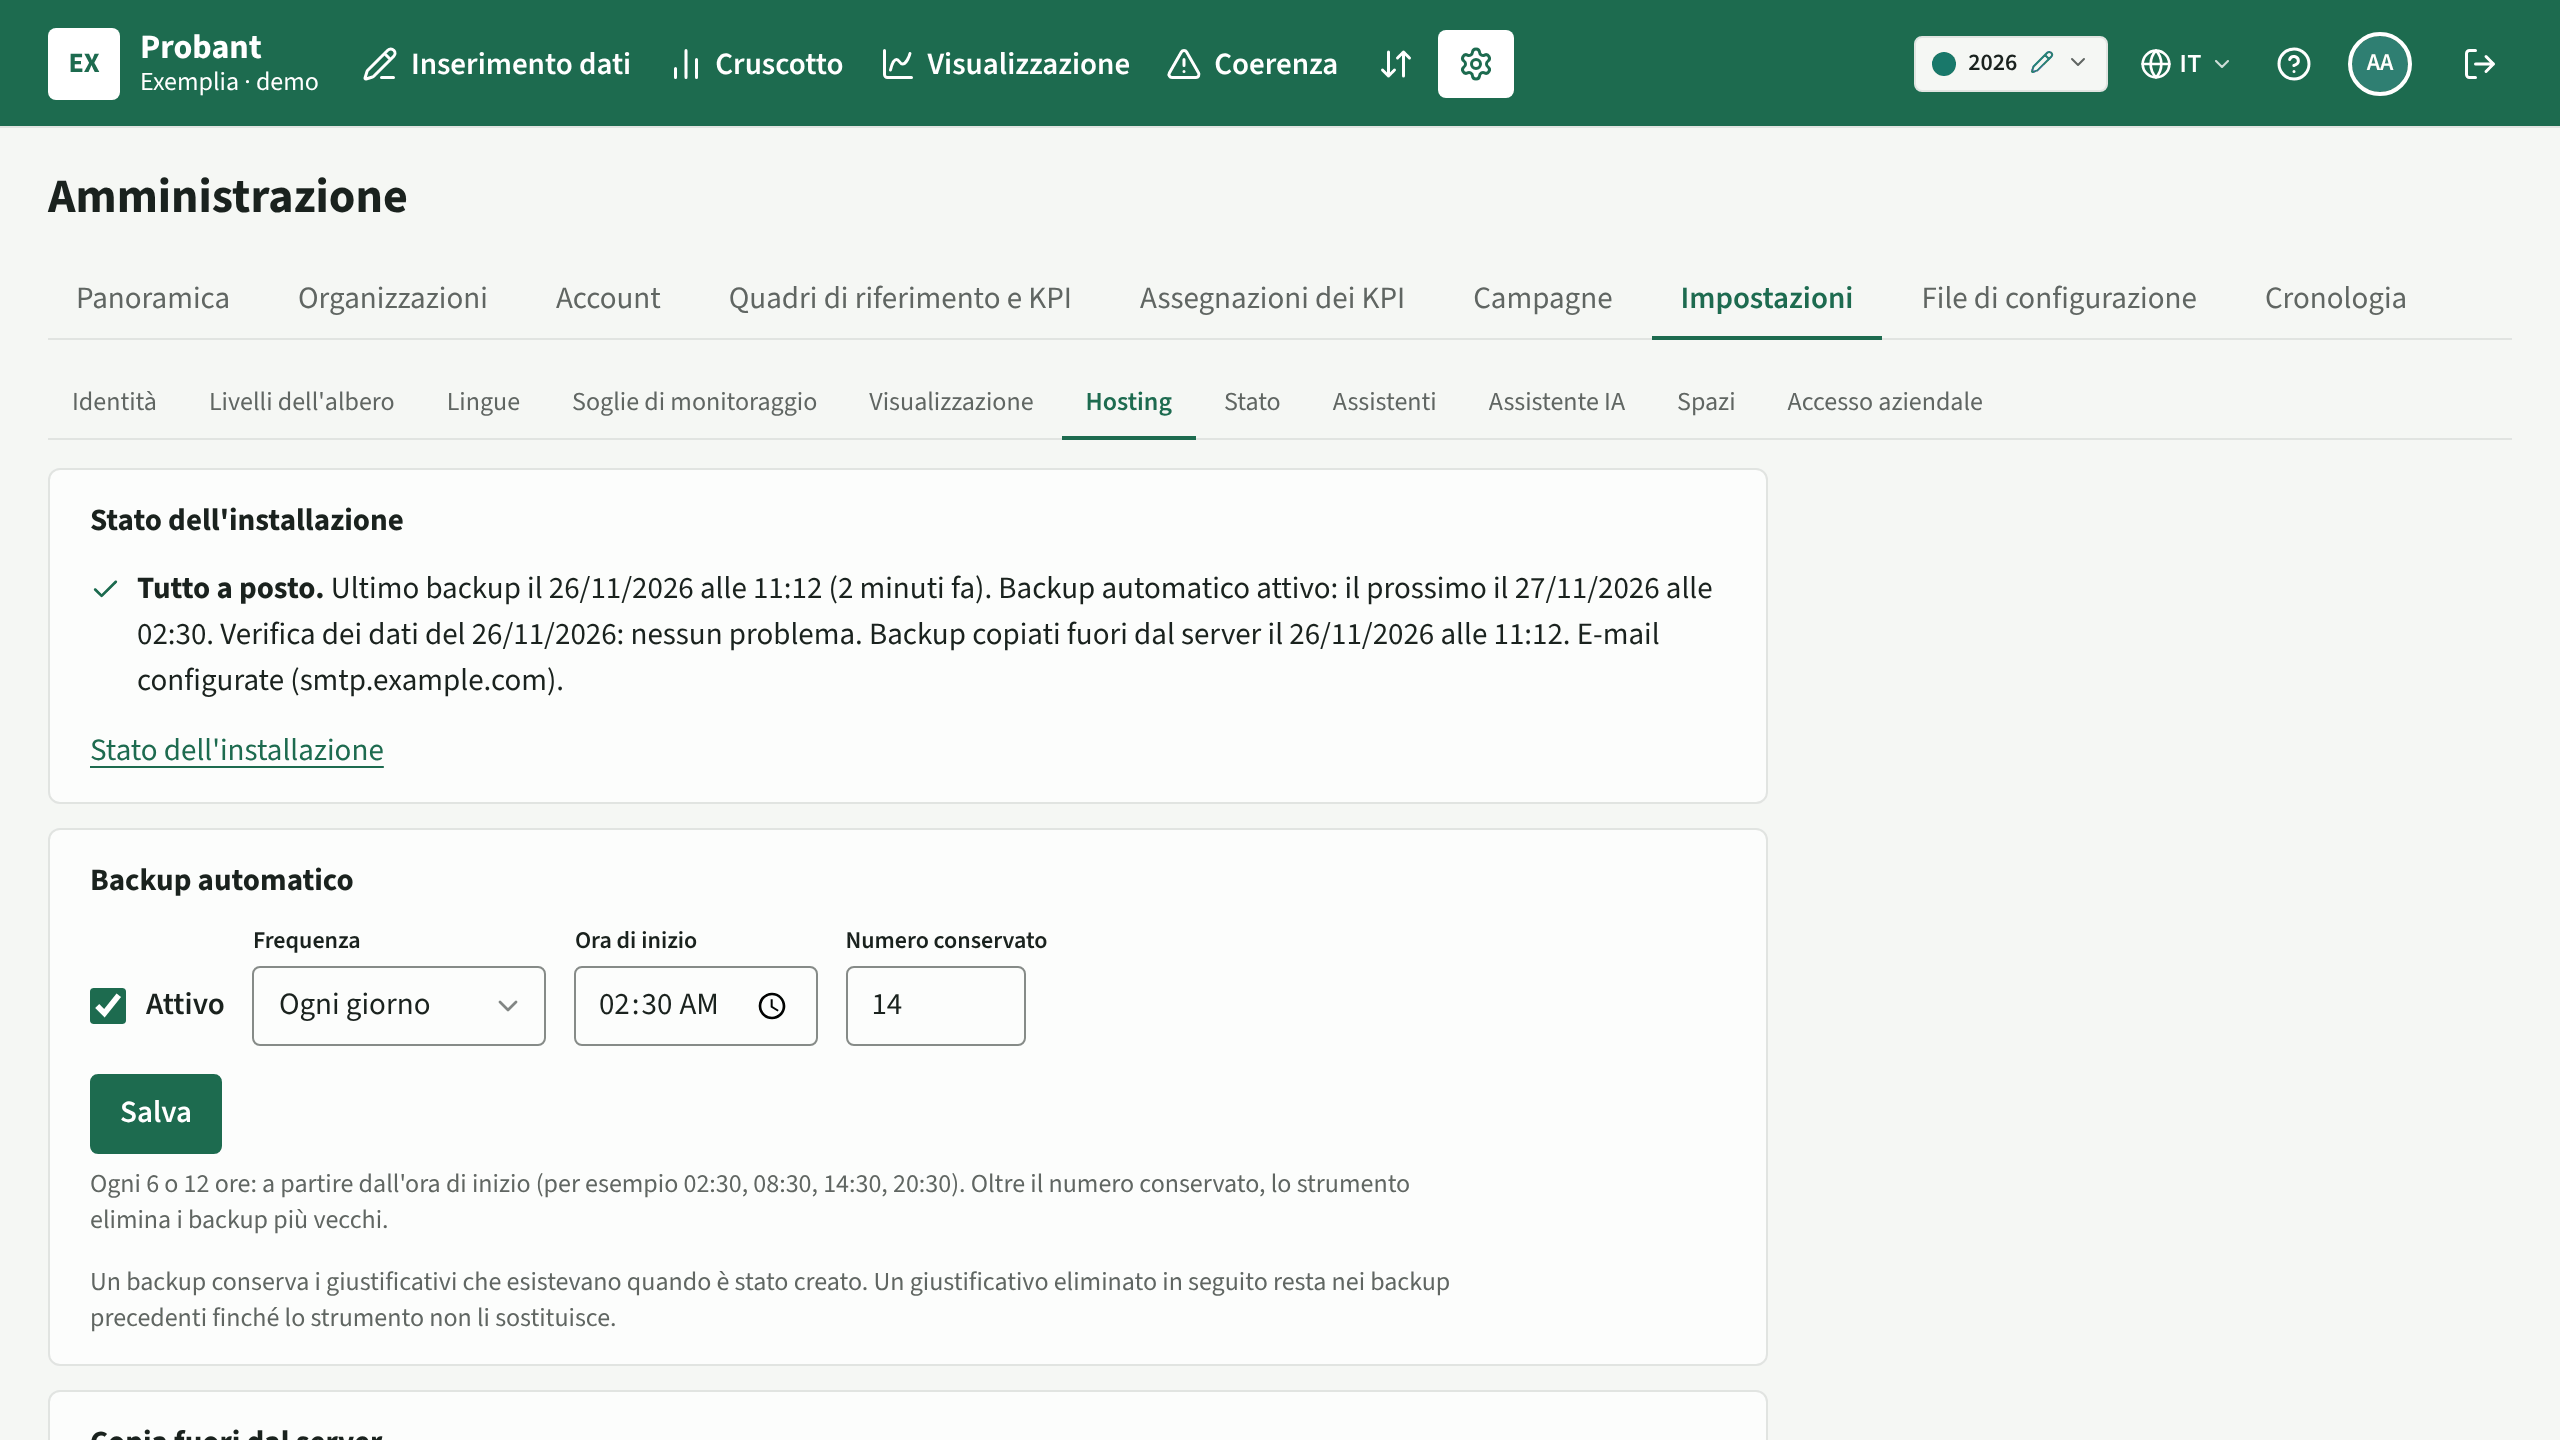 EX
Probant
Exemplia · demo
Inserimento dati
Cruscotto
Visualizzazione
Coerenza
2026
IT
AA
Amministrazione
Panoramica
Organizzazioni
Account
Quadri di riferimento e KPI
Assegnazioni dei KPI
Campagne
Impostazioni
File di configurazione
Cronologia
Identità
Livelli dell'albero
Lingue
Soglie di monitoraggio
Visualizzazione
Hosting
Stato
Assistenti
Assistente IA
Spazi
Accesso aziendale
Stato dell'installazione
Tutto a posto. Ultimo backup il 26/11/2026 alle 11:12 (2 minuti fa). Backup automatico attivo: il prossimo il 27/11/2026 alle
02:30. Verifica dei dati del 26/11/2026: nessun problema. Backup copiati fuori dal server il 26/11/2026 alle 11:12. E-mail
configurate (smtp.example.com).
Stato dell'installazione
Backup automatico
Attivo
Frequenza
Ogni giorno
Ora di inizio
02:30 AM
Numero conservato
14
Salva
Ogni 6 o 12 ore: a partire dall'ora di inizio (per esempio 02:30, 08:30, 14:30, 20:30). Oltre il numero conservato, lo strumento
elimina i backup più vecchi.
Un backup conserva i giustificativi che esistevano quando è stato creato. Un giustificativo eliminato in seguito resta nei backup
precedenti finché lo strumento non li sostituisce.
Copia fuori dal server